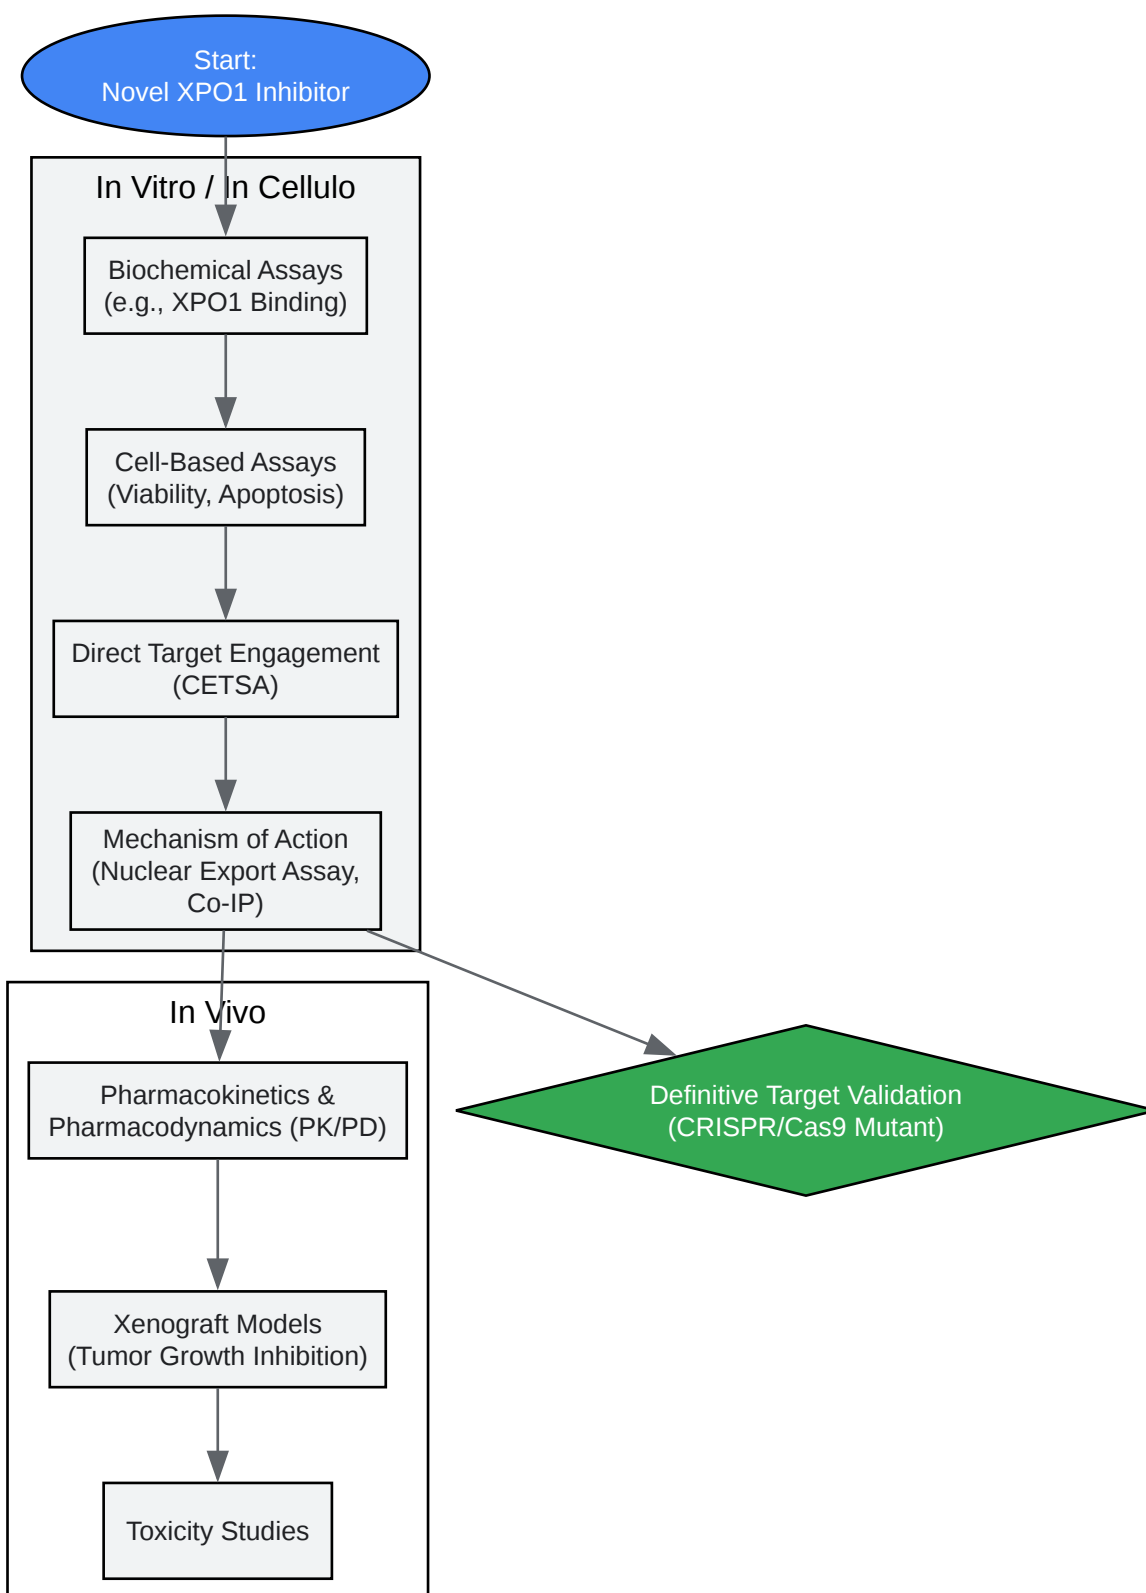 Start:
Novel XPO1 Inhibitor
In Vitro / In Cellulo
Biochemical Assays
(e.g., XPO1 Binding)
Cell-Based Assays
(Viability, Apoptosis)
Direct Target Engagement
(CETSA)
Mechanism of Action
(Nuclear Export Assay,
Co-IP)
In Vivo
Pharmacokinetics &
Pharmacodynamics (PK/PD)
Definitive Target Validation
(CRISPR/Cas9 Mutant)
Xenograft Models
(Tumor Growth Inhibition)
Toxicity Studies